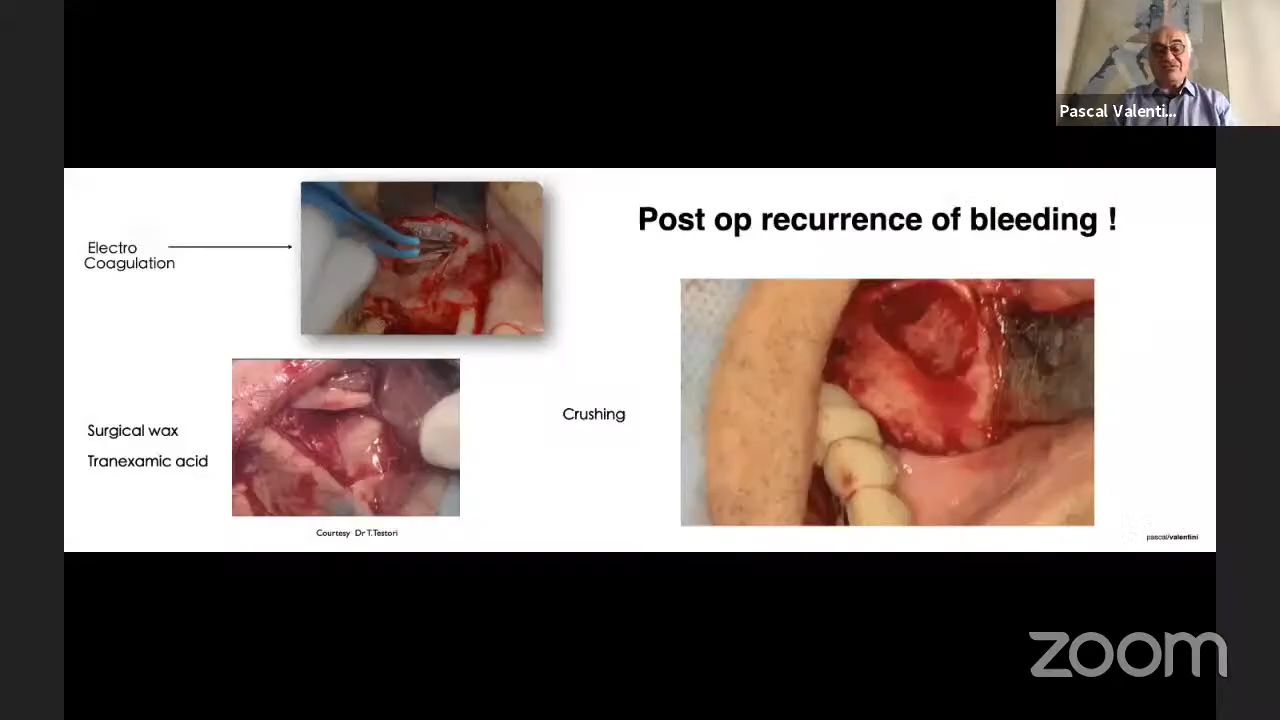 Pascal Valenti...
Post op recurrence of bleeding !
Electro
Coagulation
Crushing
Surgical wax
Tranexamic acid
Courtesy Dr T.Testori
pascal/valentini
zoom